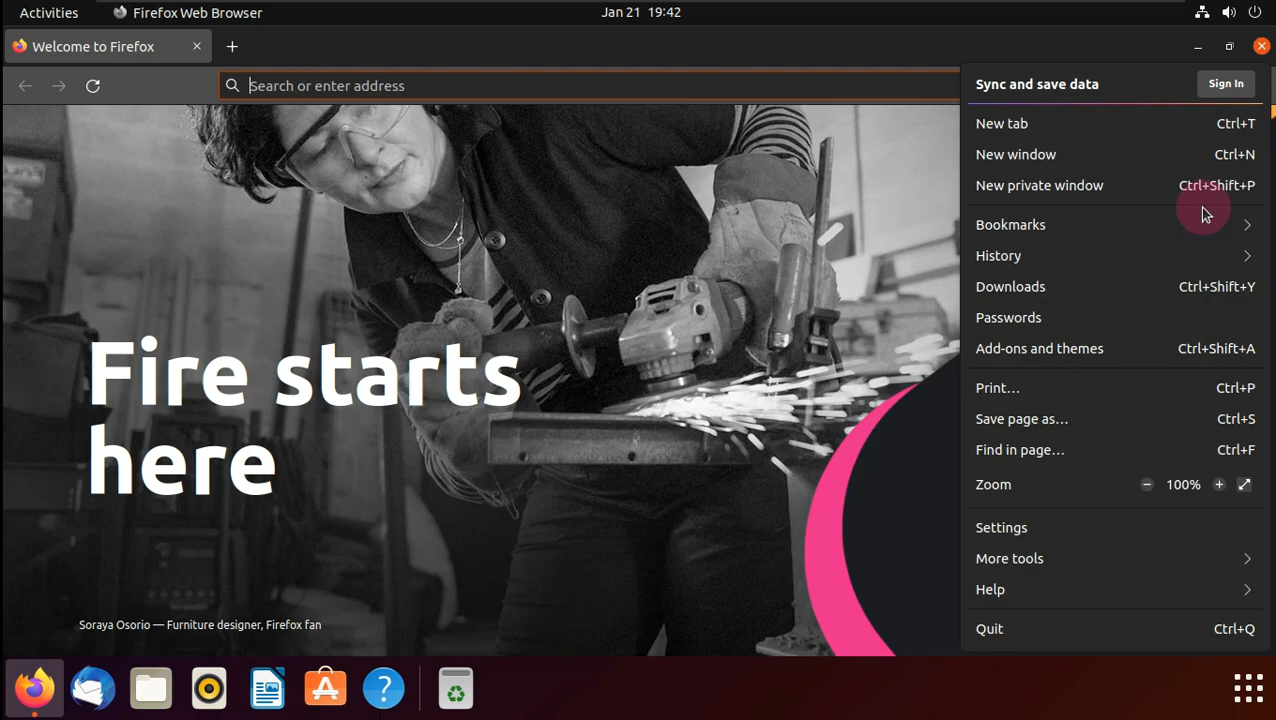 Activities Firefox Web Browser Jan 21 19:42
Welcome to Firefox
Search or enter address
Sync and save data Sign In
New tab Ctrl+T
New window Ctrl+N
New private window Ctrl+Shift+P
Bookmarks
History
Downloads Ctrl+Shift+Y
Passwords
Add-ons and themes Ctrl+Shift+A
Print… Ctrl+P
Save page as… Ctrl+S
Find in page… Ctrl+F
Zoom 100%
Settings
More tools
Help
Quit Ctrl+Q
Fire starts
here
Soraya Osorio — Furniture designer, Firefox fan